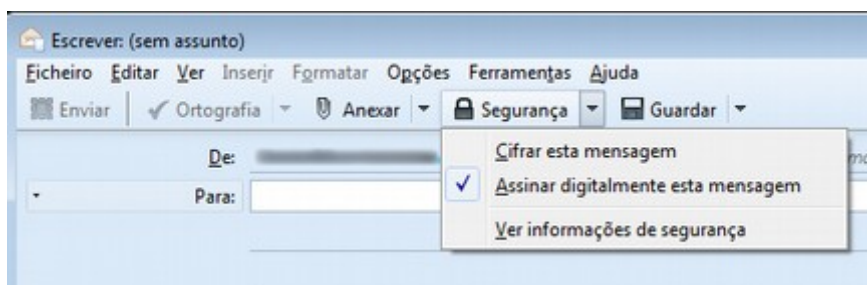 Escrever: (sem assunto)
Ficheiro Editar Ver Inserir Formatar Opções Ferramentas Ajuda
Enviar Ortografia Anexar Segurança Guardar
De:
Cifrar esta mensagem
Para:
Assinar digitalmente esta mensagem
Ver informações de segurança